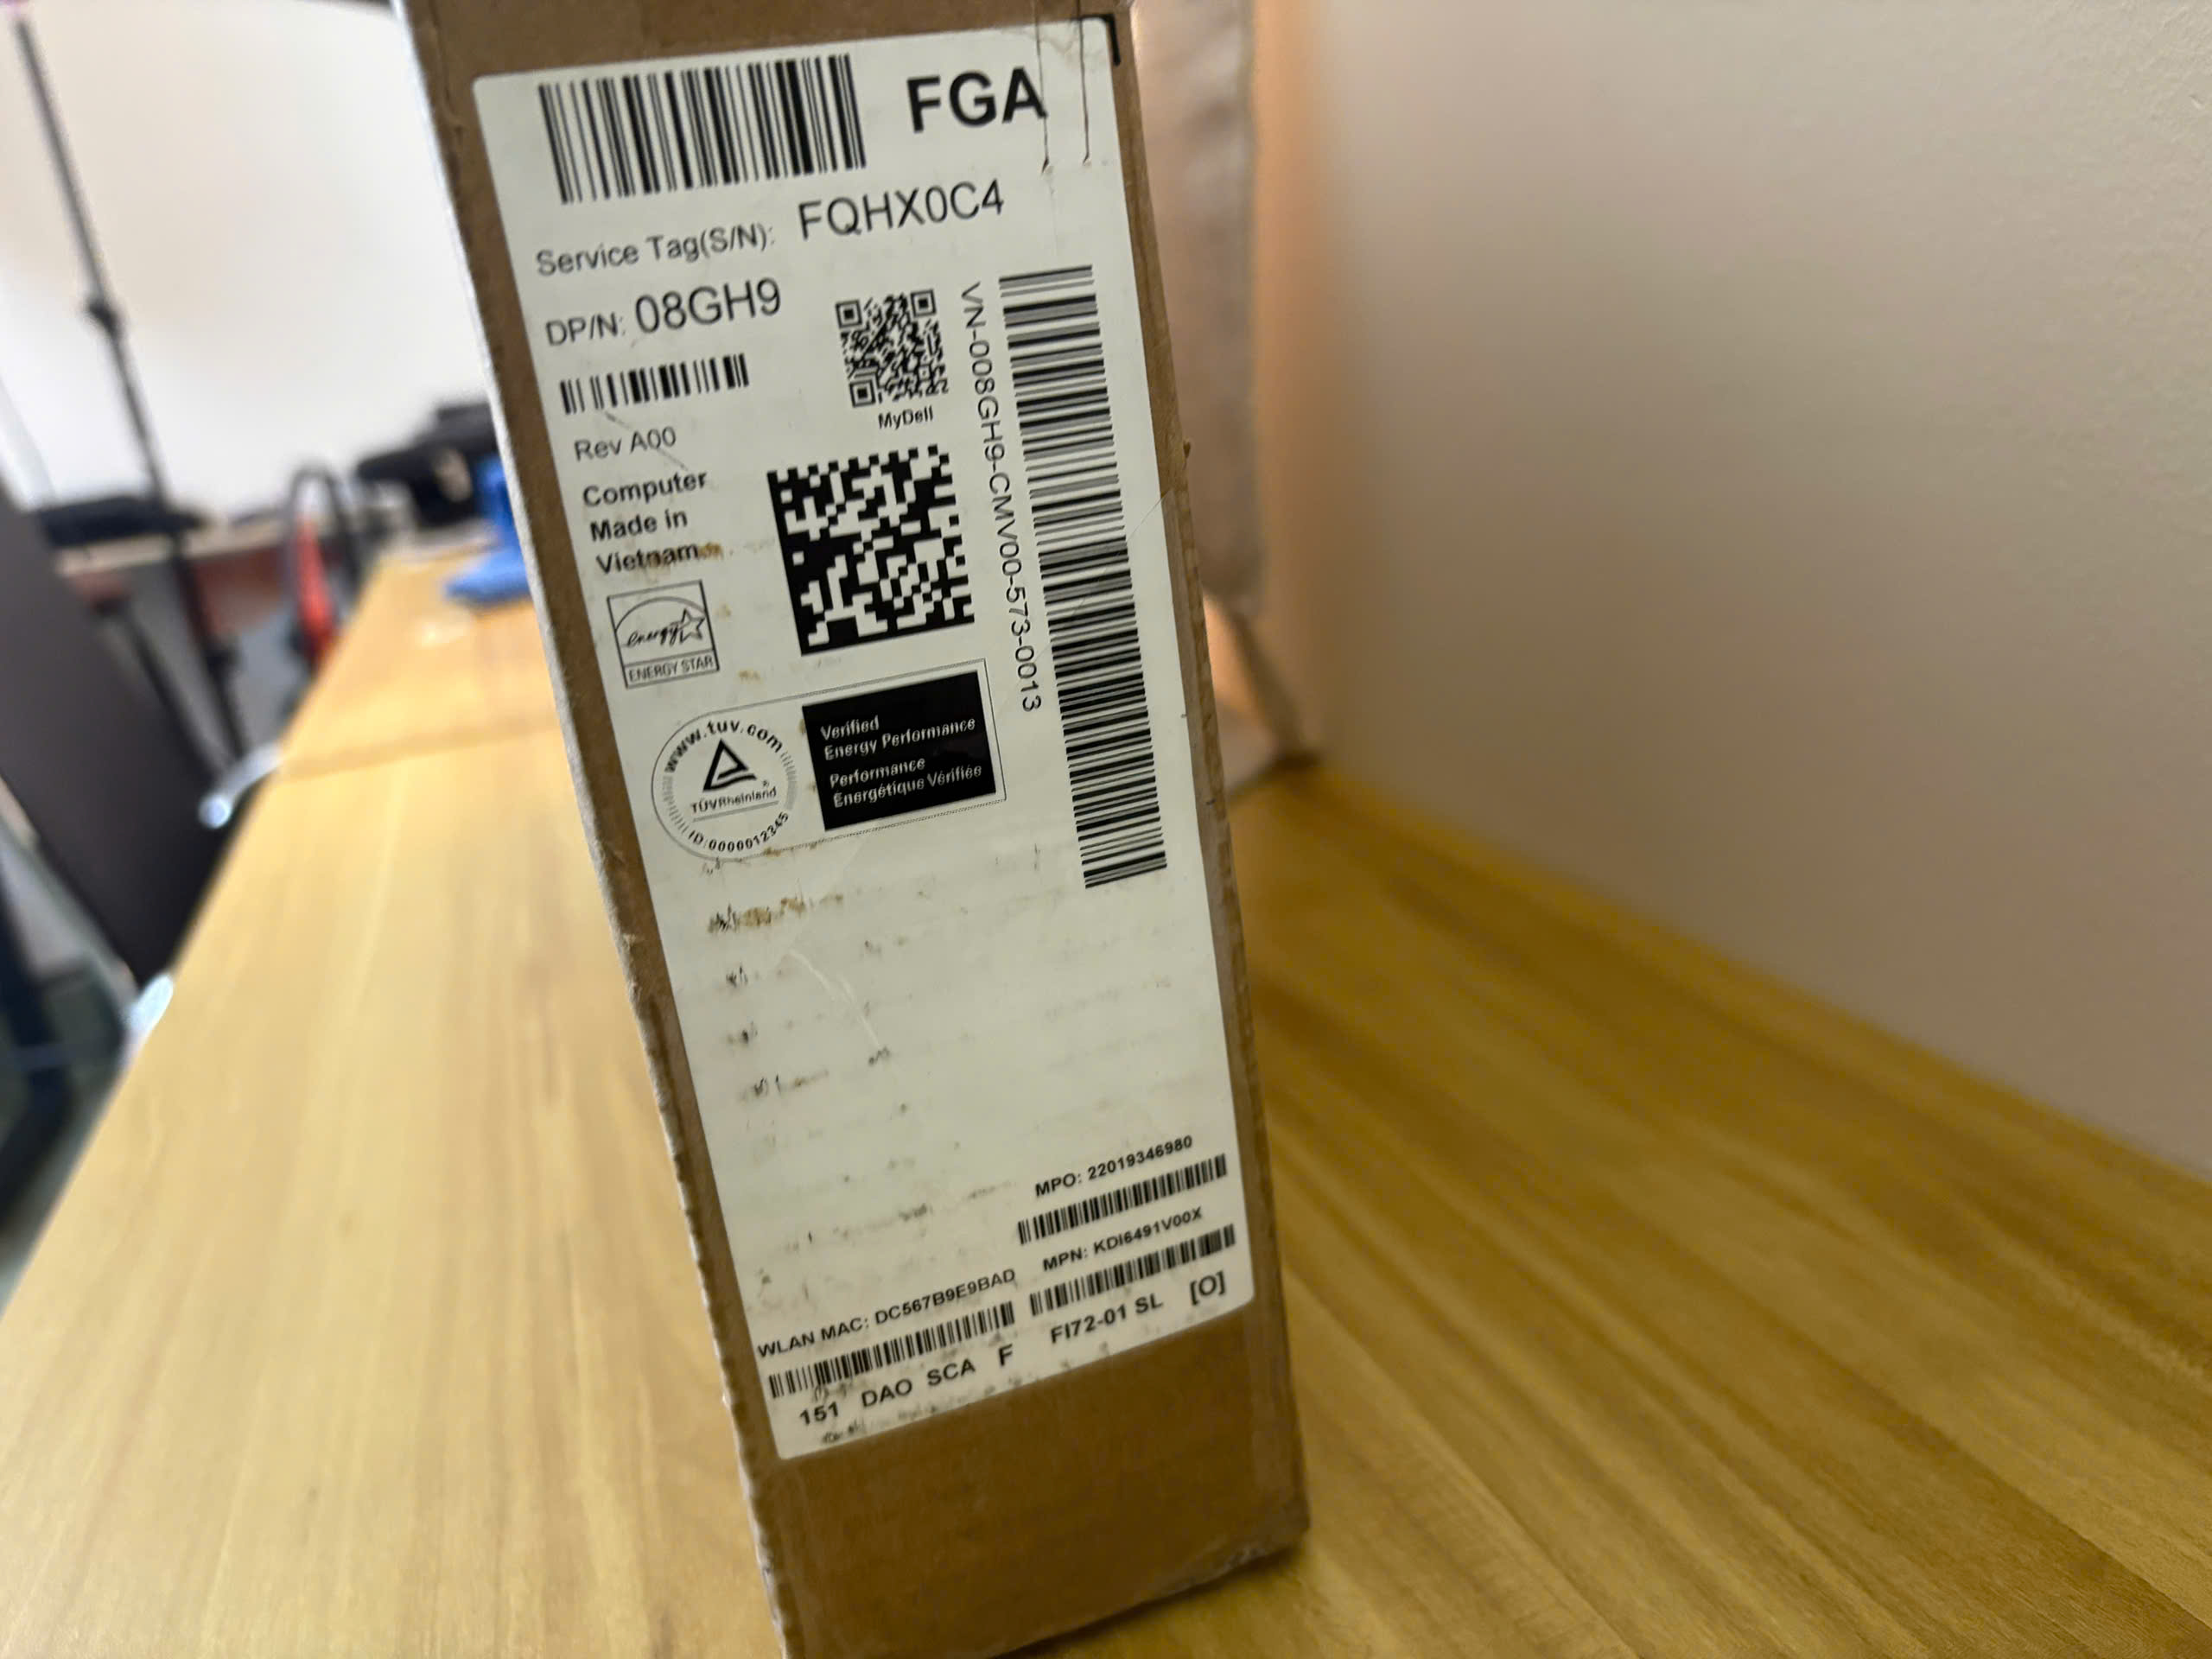 FGA
Service Tag(S/N): FQHX0C4
DP/N: 08GH9
MyDell
VN-008GH9-CMV00-573-0013
Rev A00
Computer
Made in
Vietnam
energy
ENERGY STAR
www.tuv.com
TÜVRheinland
®
ID:0000012345
Verified
Energy Performance
Performance
Énergétique Vérifiée
MPO: 22019346980
MPN: KDI6491V00X
WLAN MAC: DC567B9E9BAD
151 DAO SCA F FI72-01 SL [O]